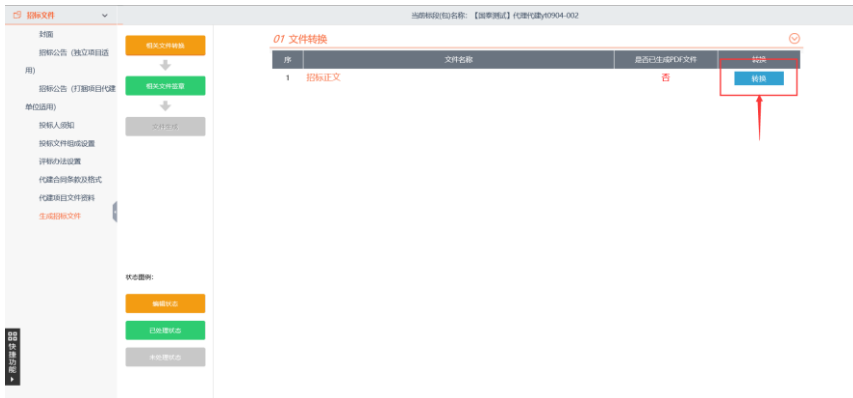 招标文件
当前标段(包)名称: 【国泰测试】代理代建yt0904-002
封面
招标公告 (独立项目适
用)
招标公告 (打捆项目代建
单位适用)
投标人须知
投标文件组成设置
评标办法设置
代建合同条款及格式
代建项目文件资料
生成招标文件
相关文件转换
相关文件签章
文件生成
状态图例:
编辑状态
已处理状态
未处理状态
01 文件转换
序 文件名称 是否已生成PDF文件 转换
1 招标正文 否 转换
快捷功能